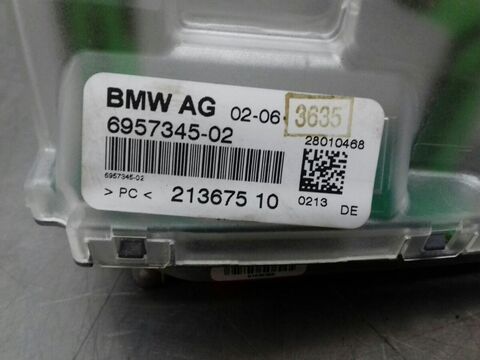 BMW AG 02-06 3635
6957345-02 28010468
6957345-02
> PC < 213675 10 0213 DE